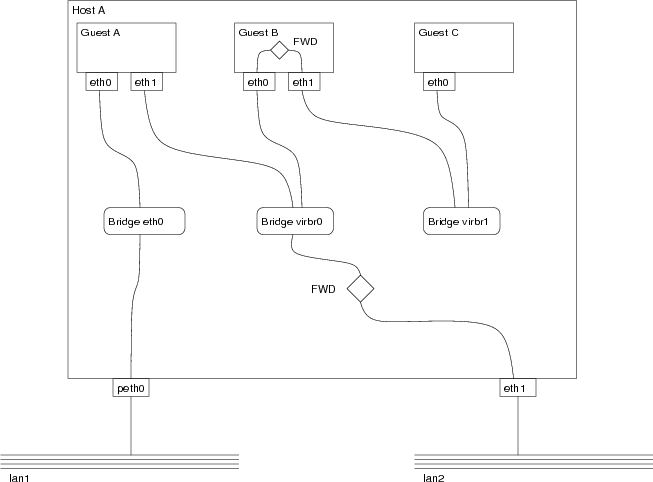 Host A
Guest A
Guest B
Guest C
FWD
eth0
eth1
eth0
eth1
eth0
Bridge eth0
Bridge virbr0
Bridge virbr1
FWD
peth0
eth1
lan1
lan2